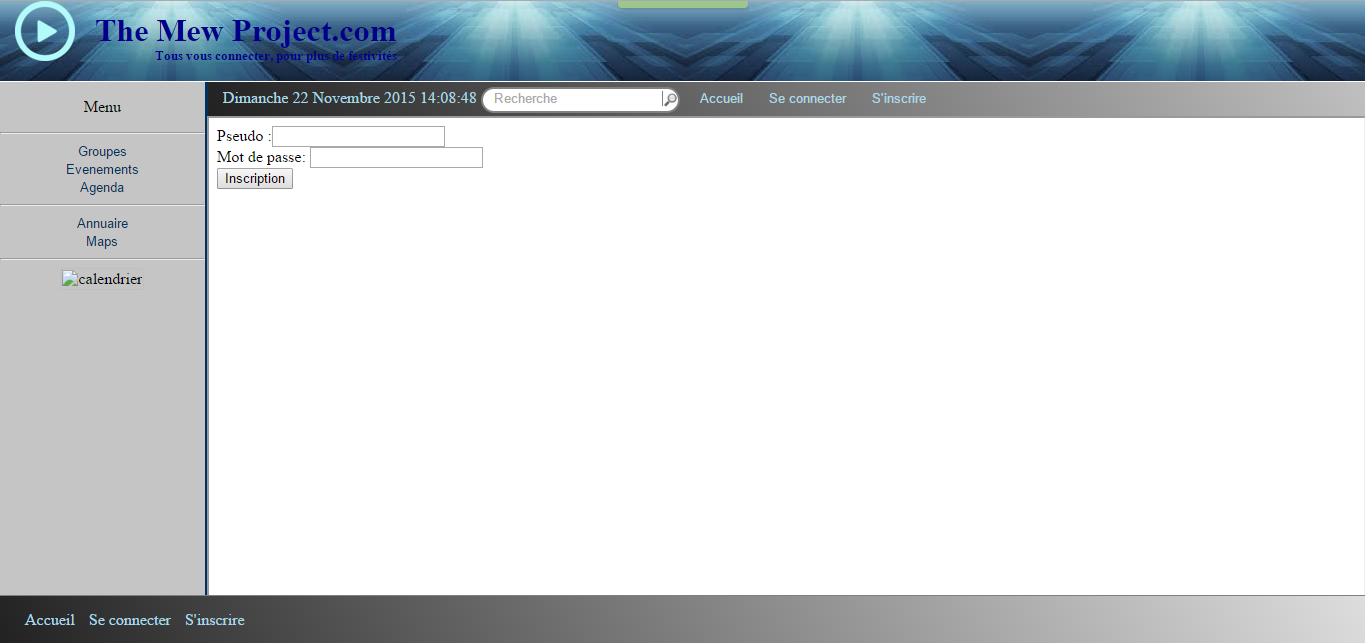 The Mew Project.com
Tous vous connecter, pour plus de festivités
Menu
Dimanche 22 Novembre 2015 14:08:48 Recherche Accueil Se connecter S'inscrire
Groupes
Evenements
Agenda
Annuaire
Maps
calendrier
Pseudo :
Mot de passe:
Inscription
Accueil Se connecter S'inscrire